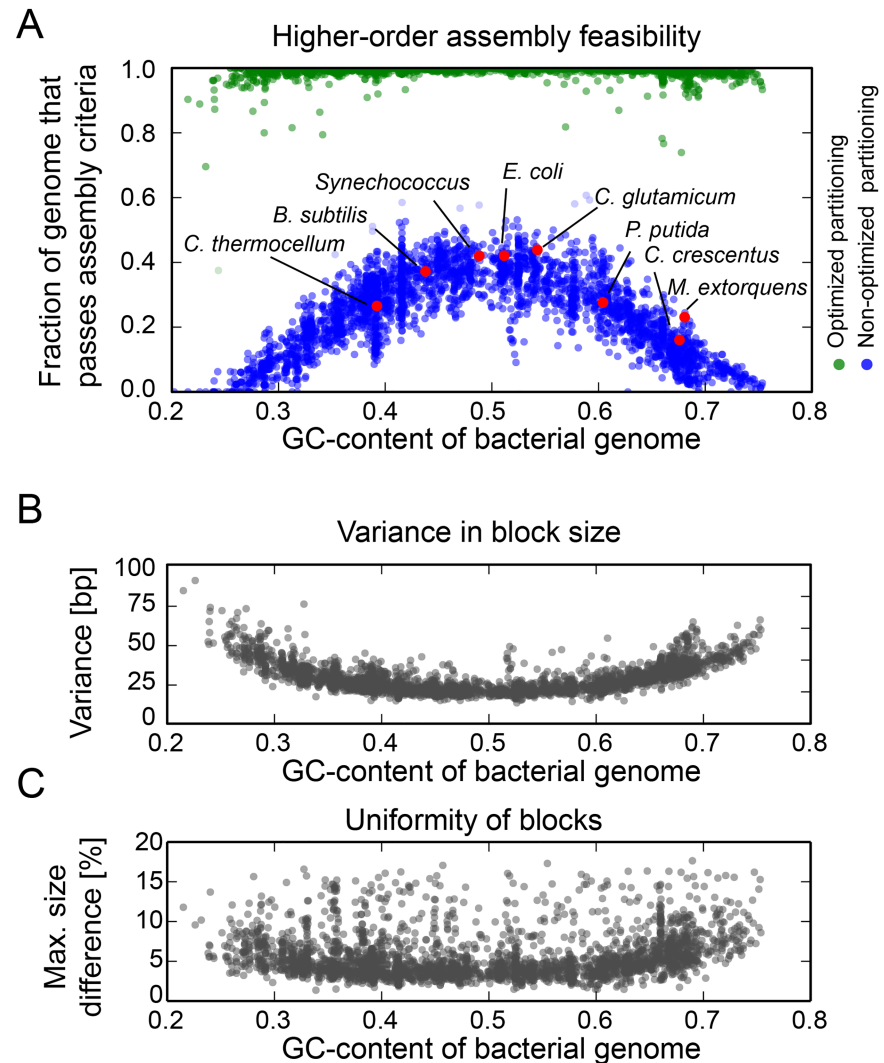 A
Higher-order assembly feasibility
Fraction of genome that
passes assembly criteria
1.0
0.8
0.6
0.4
0.2
0.0
Synechococcus
E. coli
B. subtilis
C. glutamicum
C. thermocellum
P. putida
C. crescentus
M. extorquens
0.2 0.3 0.4 0.5 0.6 0.7 0.8
GC-content of bacterial genome
Optimized partitioning
Non-optimized partitioning
B
Variance in block size
Variance [bp]
100
75
50
25
0
0.2 0.3 0.4 0.5 0.6 0.7 0.8
GC-content of bacterial genome
C
Uniformity of blocks
Max. size
difference [%]
20
15
10
5
0
0.2 0.3 0.4 0.5 0.6 0.7 0.8
GC-content of bacterial genome